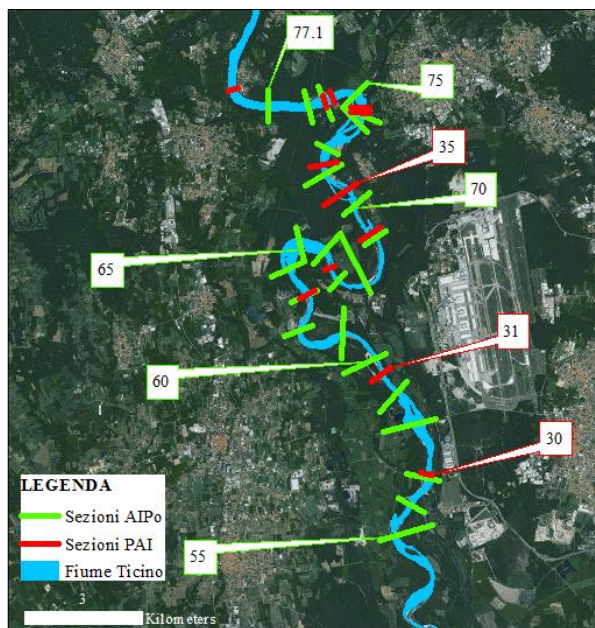 77.1
75
35
70
65
31
60
30
55
LEGENDA
Sezioni AIPo
Sezioni PAI
Fiume Ticino
3
Kilometers